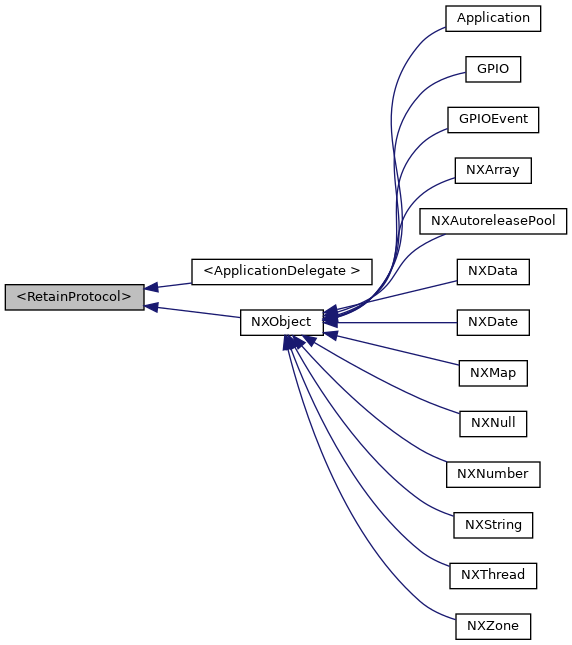 Application
GPIO
GPIOEvent
NXArray
NXAutoreleasePool
<ApplicationDelegate >
NXData
<RetainProtocol>
NXObject
NXDate
NXMap
NXNull
NXNumber
NXString
NXThread
NXZone